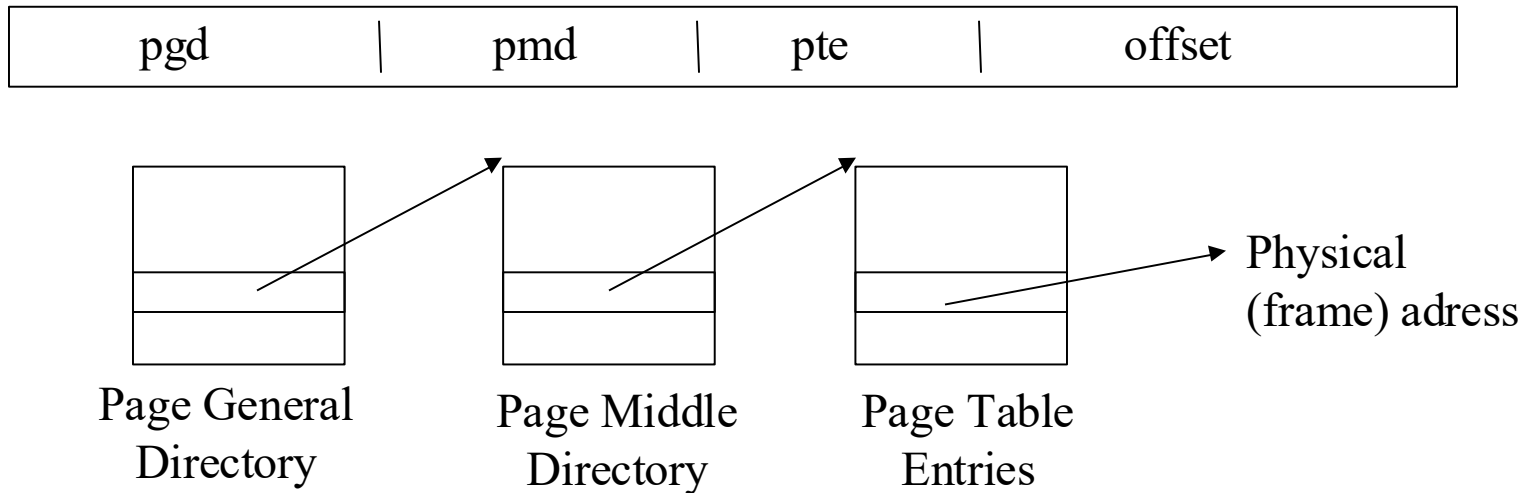 pgd pmd pte offset
Physical
(frame) adress
Page General
Directory
Page Middle
Directory
Page Table
Entries